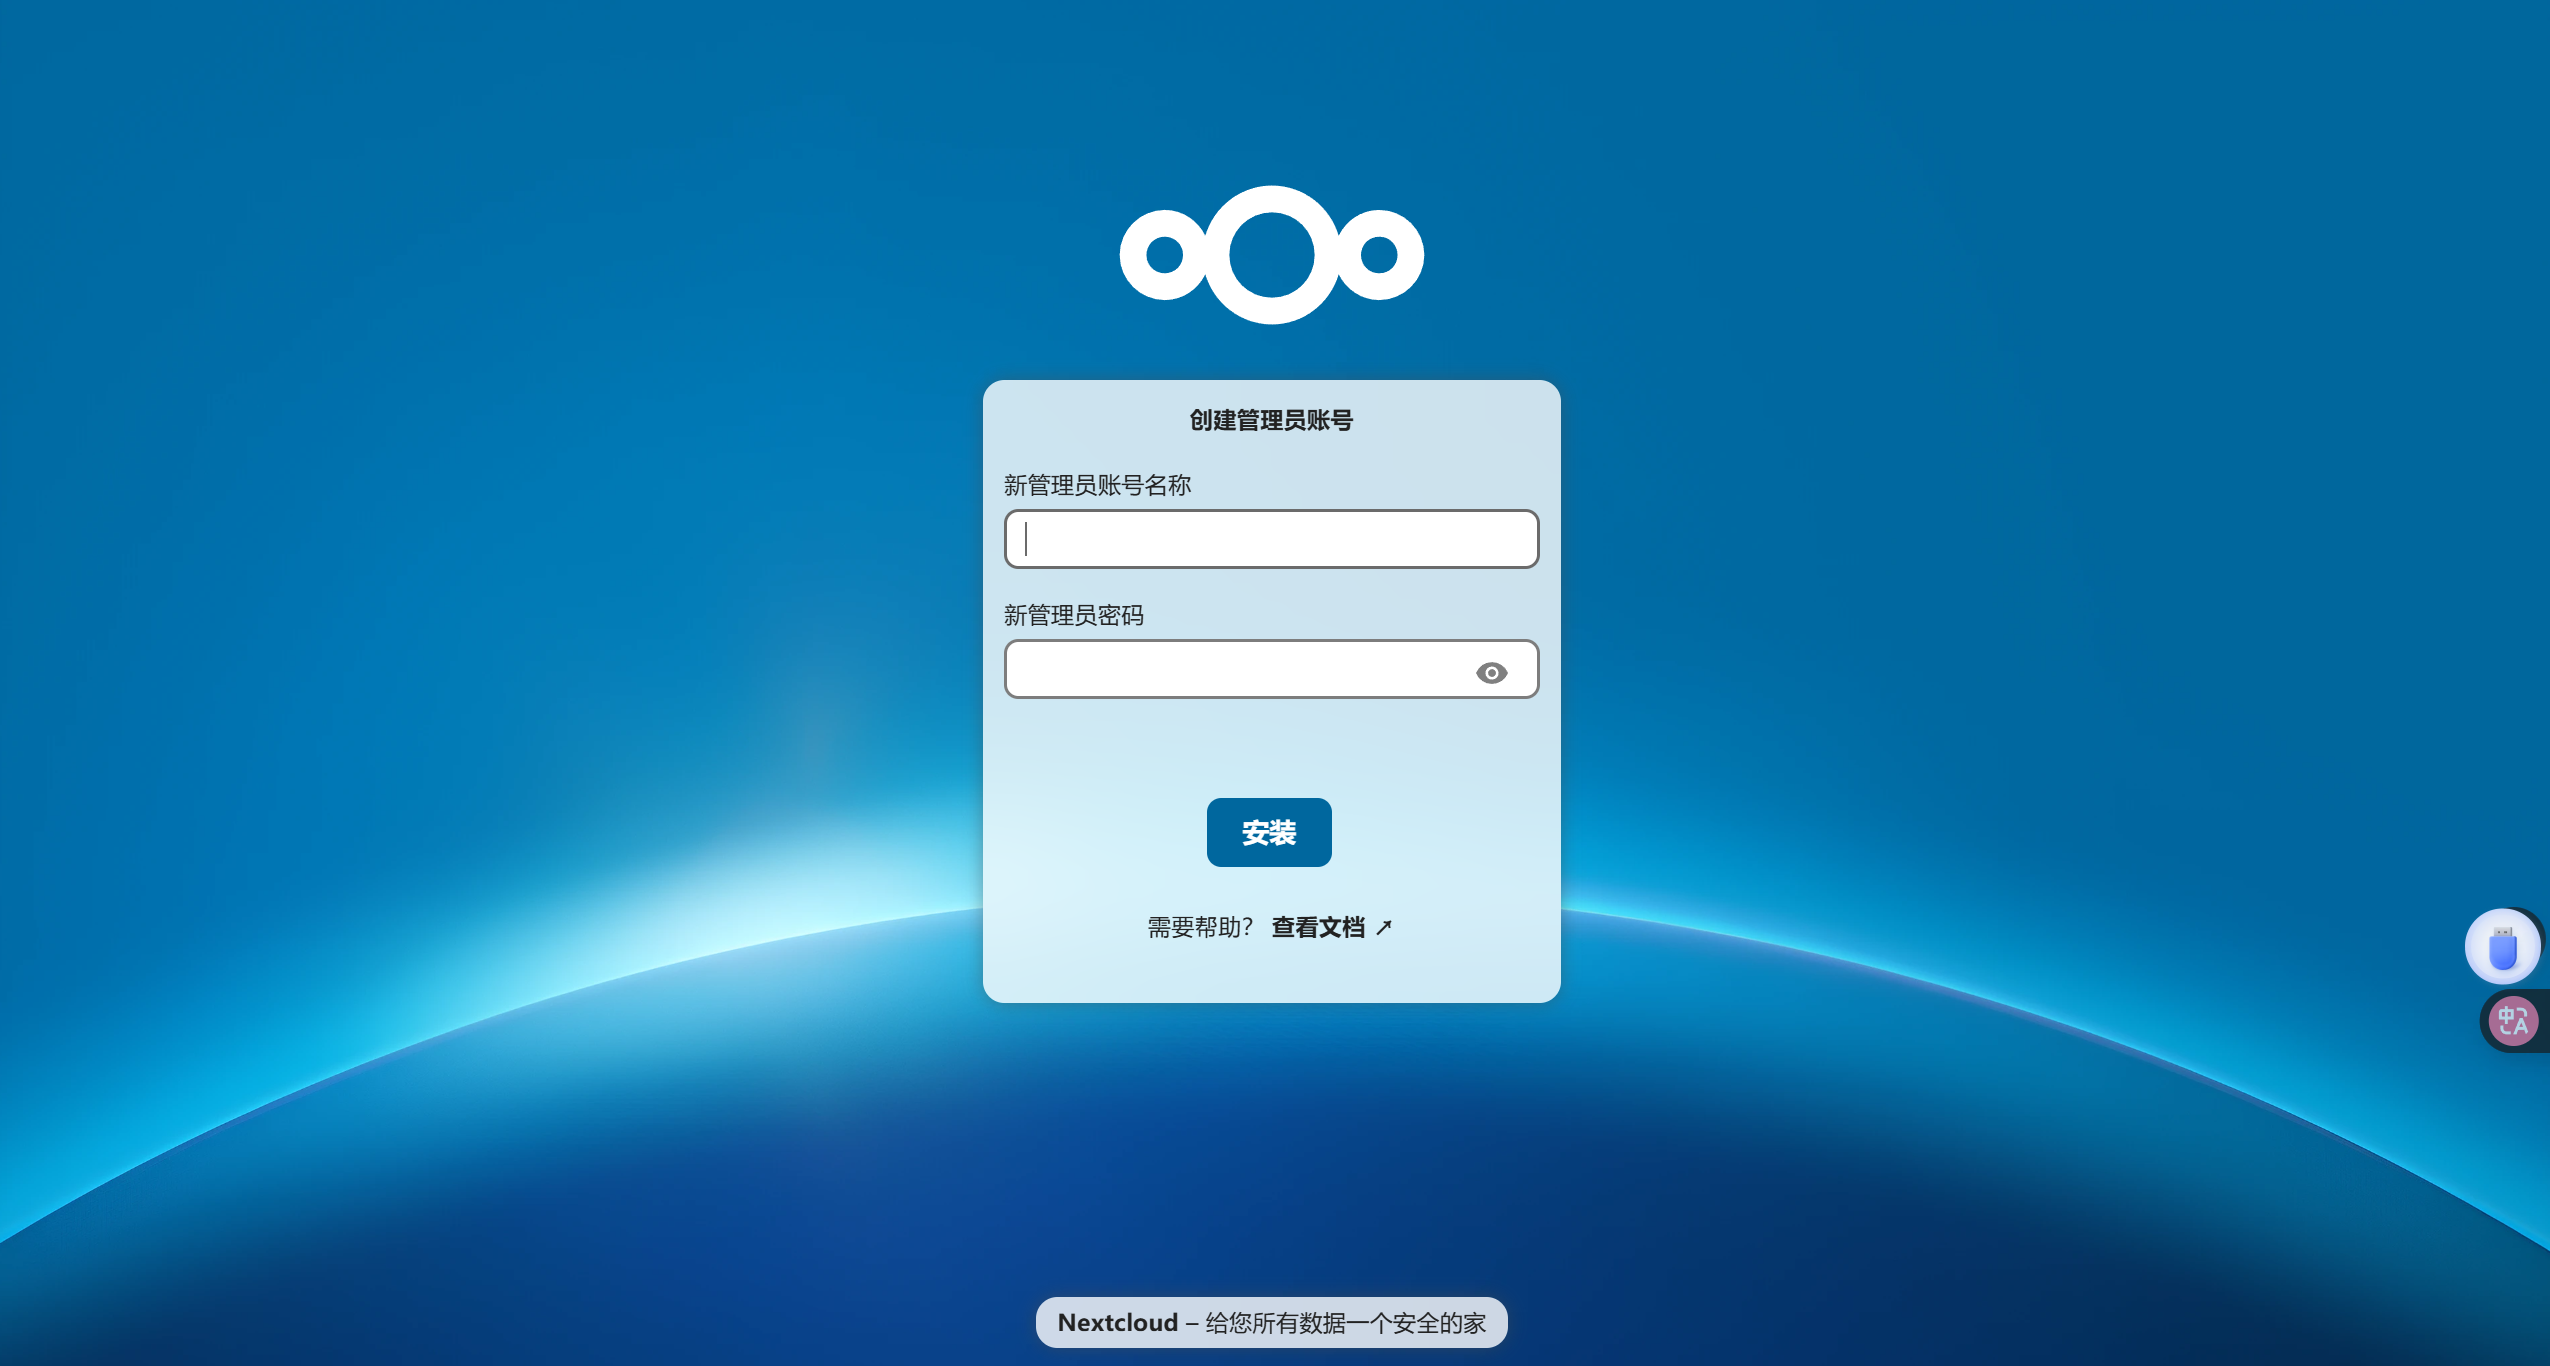 创建管理员账号
新管理员账号名称
新管理员密码
安装
需要帮助? 查看文档 ↗
中A
Nextcloud – 给您所有数据一个安全的家